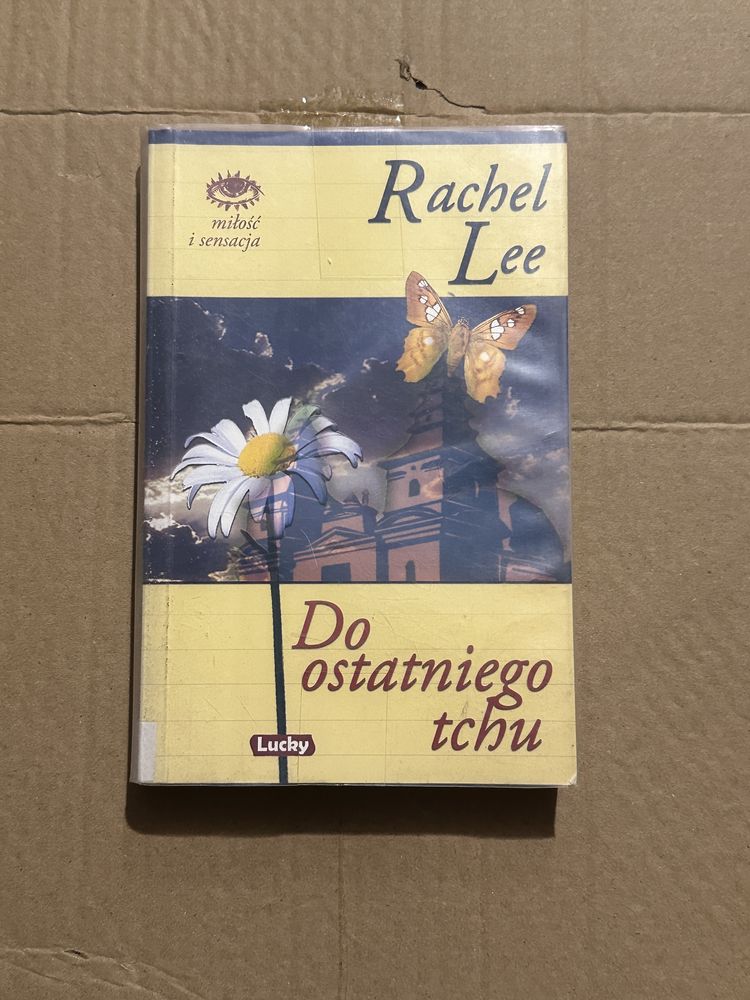 miłość
i sensacja
Rachel
Lee
Do
ostatniego
tchu
Lucky